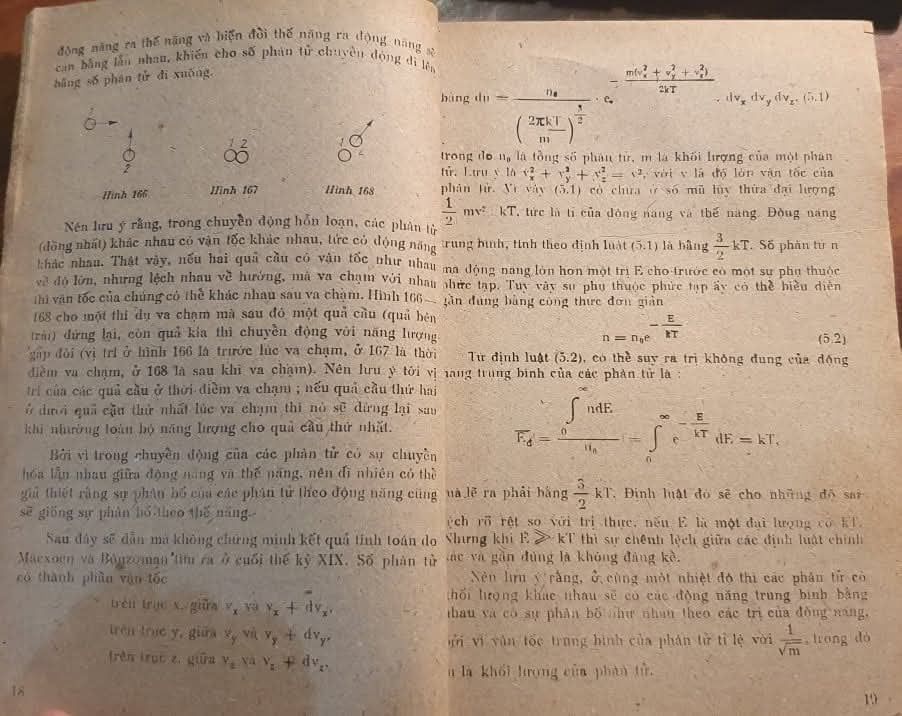 động năng ra thế năng và biến đổi thế năng ra động năng sẽ
cân bằng lẫn nhau, khiến cho số phân tử chuyển động đi lên
bằng số phân tử đi xuống.
1
2
1 2
1
2
Hình 166
Hình 167
Hình 168
Nên lưu ý rằng, trong chuyển động hỗn loạn, các phân tử
(đồng nhất) khác nhau có vận tốc khác nhau, tức có động năng
khác nhau. Thật vậy, nếu hai quả cầu có vận tốc như nhau
về độ lớn, nhưng lệch nhau về hướng, mà va chạm với nhau
thì vận tốc của chúng có thể khác nhau sau va chạm. Hình 166 —
168 cho một thí dụ va chạm mà sau đó một quả cầu (quả bên
trái) đứng lại, còn quả kia thì chuyển động với năng lượng
gấp đôi (vị trí ở hình 166 là trước lúc va chạm, ở 167 là thời
điểm va chạm, ở 168 là sau khi va chạm). Nên lưu ý tới vị
trí của các quả cầu ở thời điểm va chạm ; nếu quả cầu thứ hai
ở dưới quả cầu thứ nhất lúc va chạm thì nó sẽ dừng lại sau
khi nhường toàn bộ năng lượng cho quả cầu thứ nhất.
Bởi vì trong chuyển động của các phân tử có sự chuyển
hóa lẫn nhau giữa động năng và thế năng, nên dĩ nhiên có thể
giả thiết rằng sự phân bố của các phân tử theo động năng cũng
sẽ giống sự phân bố theo thế năng.
Sau đây sẽ dẫn mà không chứng minh kết quả tính toán do
Măcxoen và Bônzơman tìm ra ở cuối thế kỷ XIX. Số phân tử
có thành phần vận tốc
trên trục x, giữa vₓ và vₓ + dvₓ,
trên trục y, giữa v_y và v_y + dv_y,
trên trục z, giữa v_z và v_z + dv_z,
18
bằng dn = n₀ / (2πkT / m)^(3/2) · e^(− m(v²ₓ + v²_y + v²_z) / 2kT) . dvₓ dv_y dv_z. (5.1)
trong đó n₀ là tổng số phân tử, m là khối lượng của một phân
tử. Lưu ý là v²ₓ + v²_y + v²_z = v², với v là độ lớn vận tốc của
phân tử. Vì vậy (5.1) có chứa ở số mũ lũy thừa đại lượng
1/2 mv² : kT, tức là tỉ của động năng và thế năng. Động năng
trung bình, tính theo định luật (5.1) là bằng 3/2 kT. Số phân tử n
mà động năng lớn hơn một trị E cho trước có một sự phụ thuộc
phức tạp. Tuy vậy sự phụ thuộc phức tạp ấy có thể biểu diễn
gần đúng bằng công thức đơn giản
n = n₀e^(− E/kT) (5.2)
Từ định luật (5.2), có thể suy ra trị không đúng của động
năng trung bình của các phân tử là :
E̅đ = ∫₀^∞ ndE / n₀ = ∫₀^∞ e^(− E/kT) dE = kT,
mà lẽ ra phải bằng 3/2 kT. Định luật đó sẽ cho những độ sai
lệch rõ rệt so với trị thực, nếu E là một đại lượng cỡ kT.
Nhưng khi E ⩾ kT thì sự chênh lệch giữa các định luật chính
xác và gần đúng là không đáng kể.
Nên lưu ý rằng, ở cùng một nhiệt độ thì các phân tử có
khối lượng khác nhau sẽ có các động năng trung bình bằng
nhau và có sự phân bố như nhau theo các trị của động năng,
bởi vì vận tốc trung bình của phân tử tỉ lệ với 1/√m, trong đó
m là khối lượng của phân tử.
19